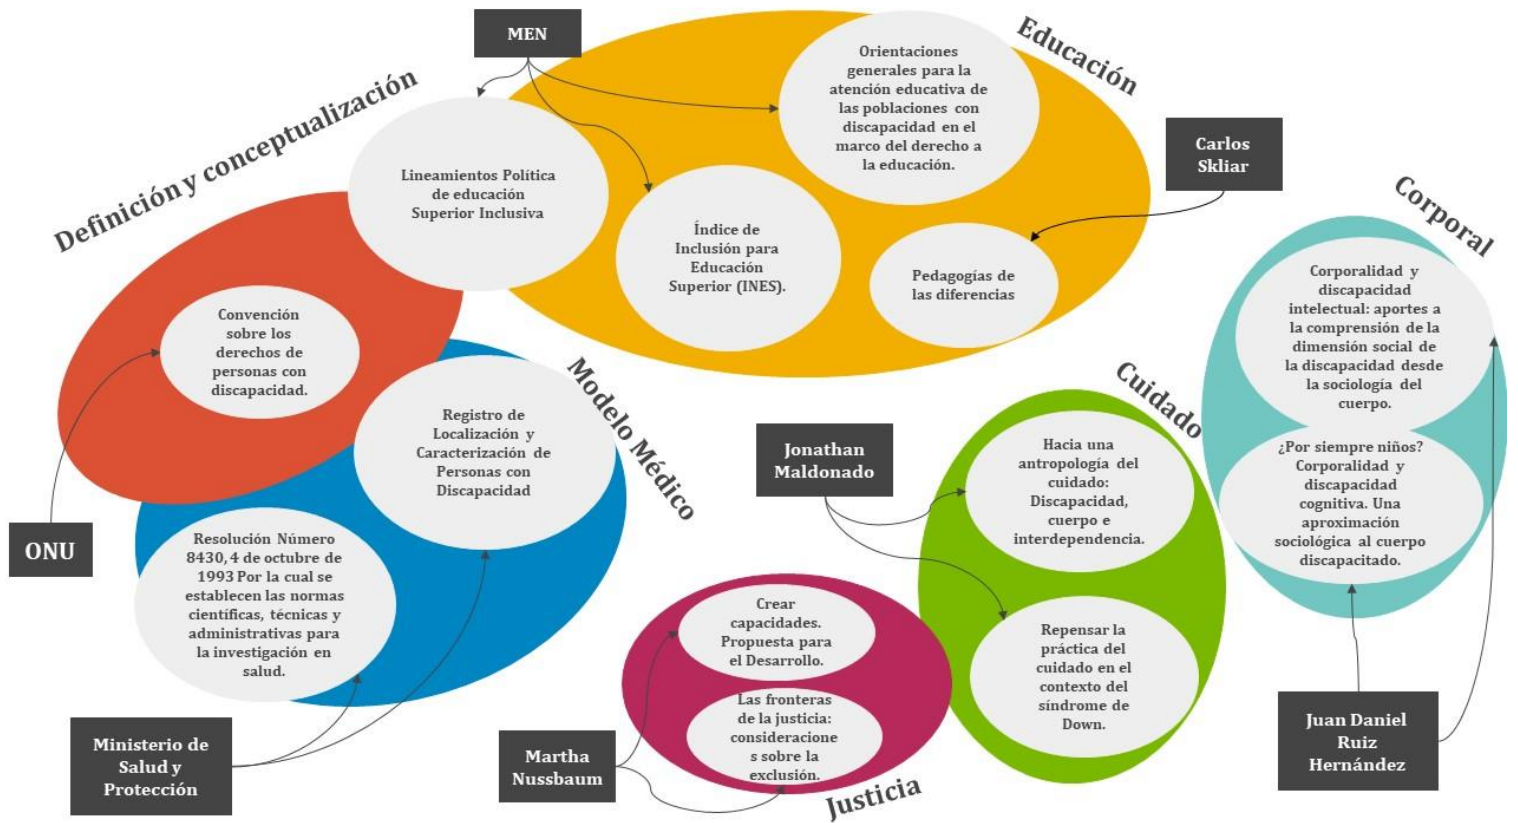 MEN
Educación
Orientaciones
generales para la
atención educativa de
las poblaciones con
discapacidad en el
marco del derecho a
la educación.
Definición y conceptualización
Lineamientos Política
de educación
Superior Inclusiva
Índice de
Inclusión para
Educación
Superior (INES).
Carlos
Skliar
Pedagogías de
las diferencias
Corporal
Corporalidad y
discapacidad
intelectual: aportes a
la comprensión de la
dimensión social de
la discapacidad desde
la sociología del
cuerpo.
¿Por siempre niños?
Corporalidad y
discapacidad
cognitiva. Una
aproximación
sociológica al cuerpo
discapacitado.
Convención
sobre los
derechos de
personas con
discapacidad.
Modelo Médico
Registro de
Localización y
Caracterización de
Personas con
Discapacidad
ONU
Resolución Número
8430, 4 de octubre de
1993 Por la cual se
establecen las normas
científicas, técnicas y
administrativas para
la investigación en
salud.
Ministerio de
Salud y
Protección
Cuidado
Jonathan
Maldonado
Hacia una
antropología del
cuidado:
Discapacidad,
cuerpo e
interdependencia.
Repensar la
práctica del
cuidado en el
contexto del
síndrome de
Down.
Crear
capacidades.
Propuesta para
el Desarrollo.
Las fronteras
de la justicia:
consideracione
s sobre la
exclusión.
Martha
Nussbaum
Justicia
Juan Daniel
Ruiz
Hernández